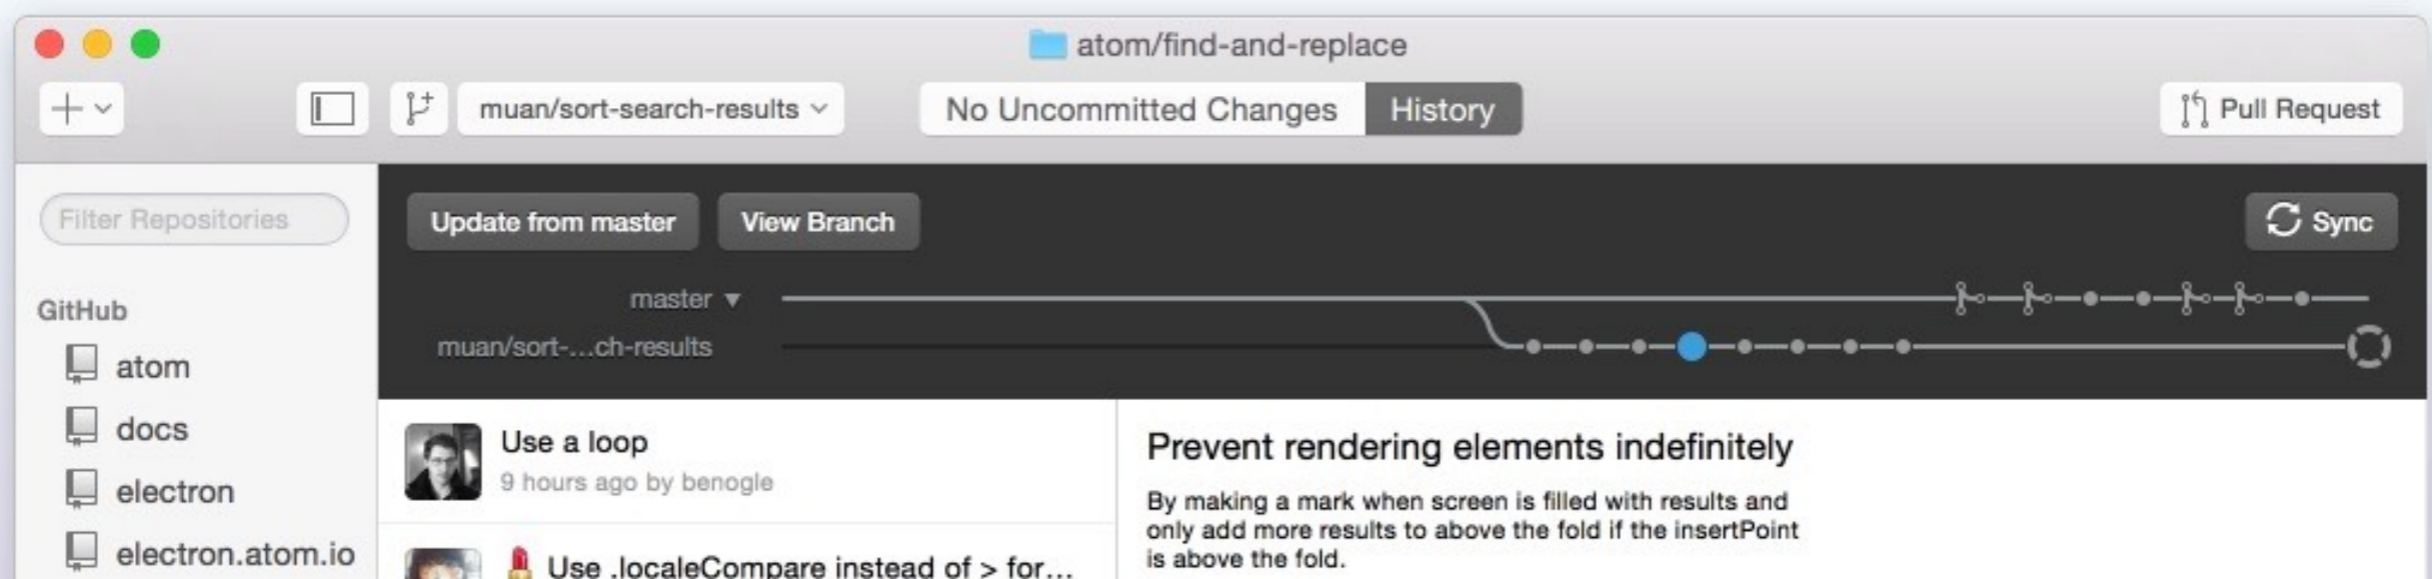 atom/find-and-replace
muan/sort-search-results
No Uncommitted Changes
History
Pull Request
Filter Repositories
GitHub
atom
docs
electron
electron.atom.io
Update from master
View Branch
Sync
master
muan/sort-...ch-results
Use a loop
9 hours ago by benogle
Use .localeCompare instead of > for...
Prevent rendering elements indefinitely
By making a mark when screen is filled with results and
only add more results to above the fold if the insertPoint
is above the fold.